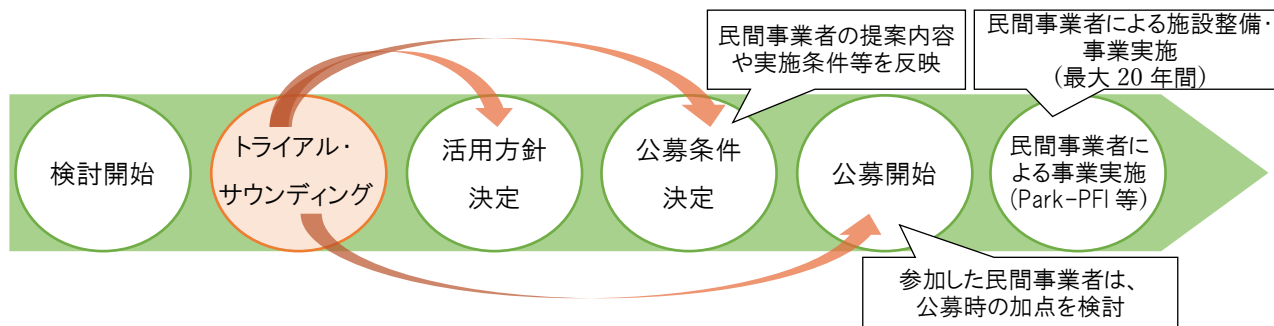 民間事業者の提案内容
や実施条件等を反映
民間事業者による施設整備・
事業実施
(最大 20 年間)
検討開始
トライアル・
サウンディング
活用方針
決定
公募条件
決定
公募開始
民間事業者に
よる事業実施
(Park-PFI 等)
参加した民間事業者は、
公募時の加点を検討